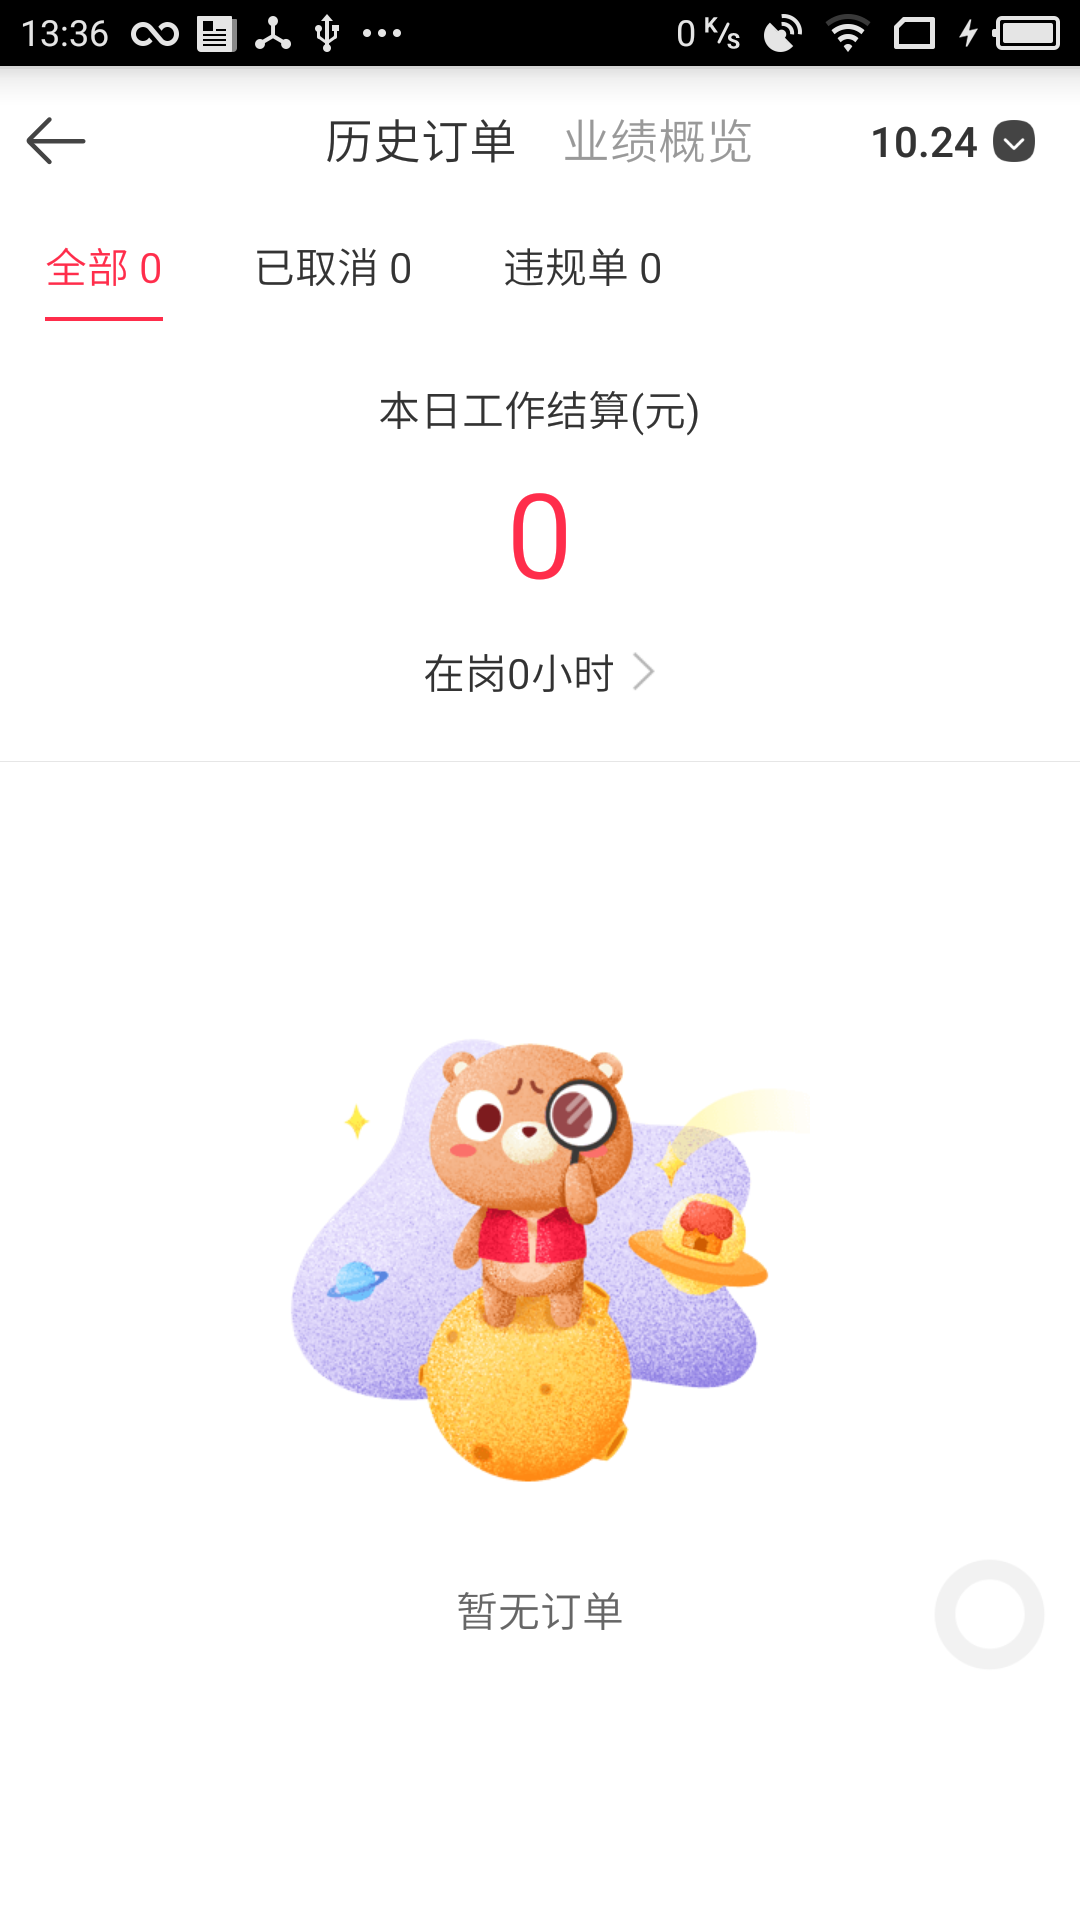 13:36 0 K/s
历史订单 业绩概览 10.24
全部 0 已取消 0 违规单 0
本日工作结算(元)
0
在岗0小时
暂无订单